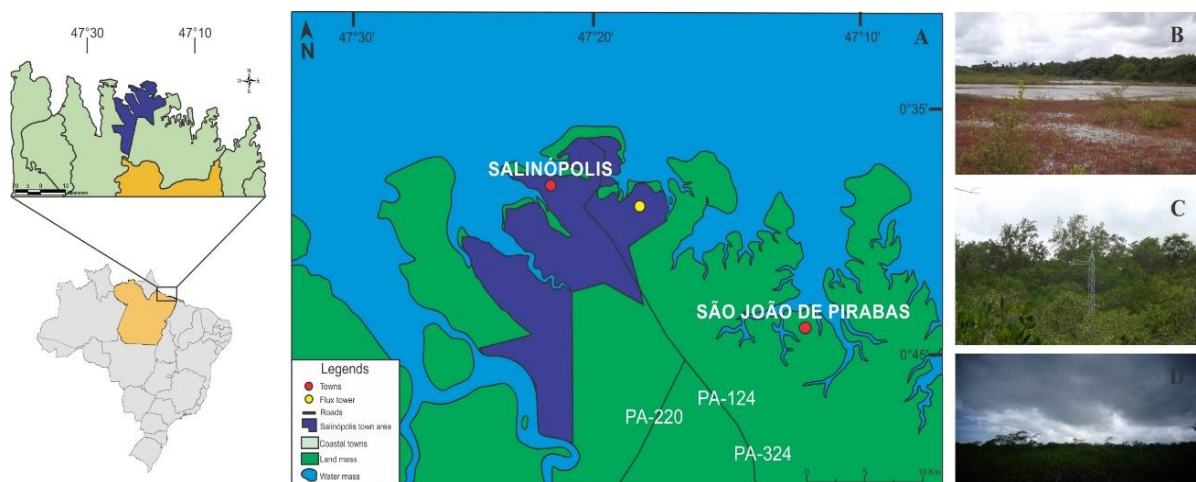 47°30 47°10
47°30' 47°20' 47°10'
A
N
0°35'
SALINÓPOLIS
SÃO JOÃO DE PIRABAS
0°45'
PA-220
PA-124
PA-324
0 5 10 Km
Legends
Towns
Flux tower
Roads
Salinópolis town area
Coastal towns
Land mass
Water mass
B
C
D